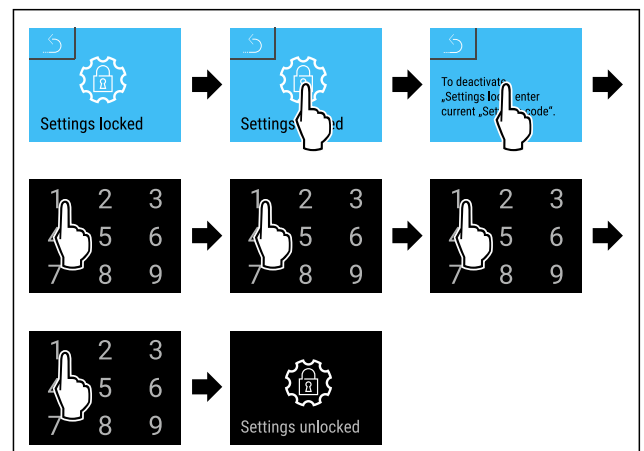 Settings locked
Settings
To deactivate
„Settings enter
current code“.
1 2 3
5 6
7 8 9
1 2 3
5 6
7 8 9
1 2 3
5 6
7 8 9
1 2 3
5 6
7 8 9
Settings unlocked